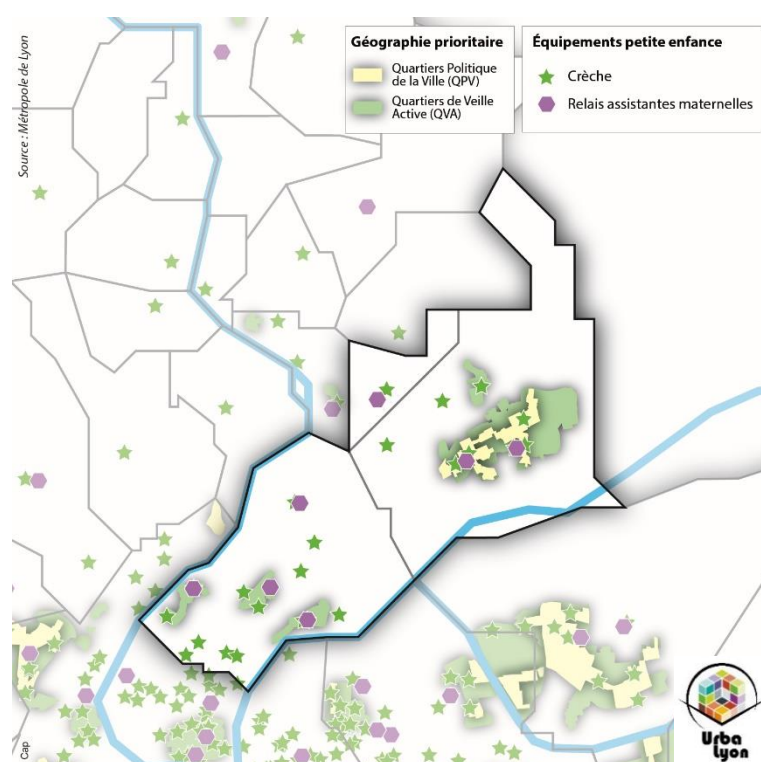 Source : Métropole de Lyon
Géographie prioritaire
Quartiers Politique
de la Ville (QPV)
Quartiers de Veille
Active (QVA)
Équipements petite enfance
Crèche
Relais assistantes maternelles
Cap
Urba
Lyon